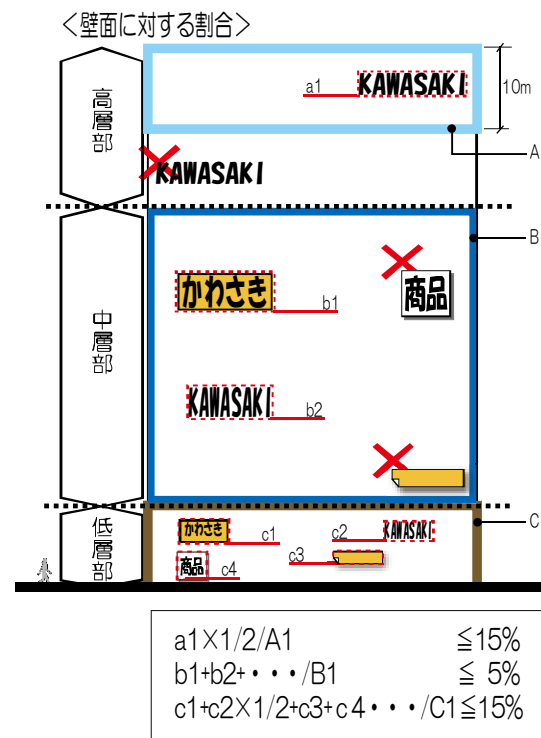 <壁面に対する割合>
高層部
a1 KAWASAKI
10m
A
KAWASAKI
B
中層部
かわさき b1
商品
KAWASAKI b2
低層部
かわさき c1
c2 KAWASAKI
C
商品 c4
c3
a1×1/2/A1 ≦15%
b1+b2+・・・/B1 ≦ 5%
c1+c2×1/2+c3+c4・・・/C1≦15%